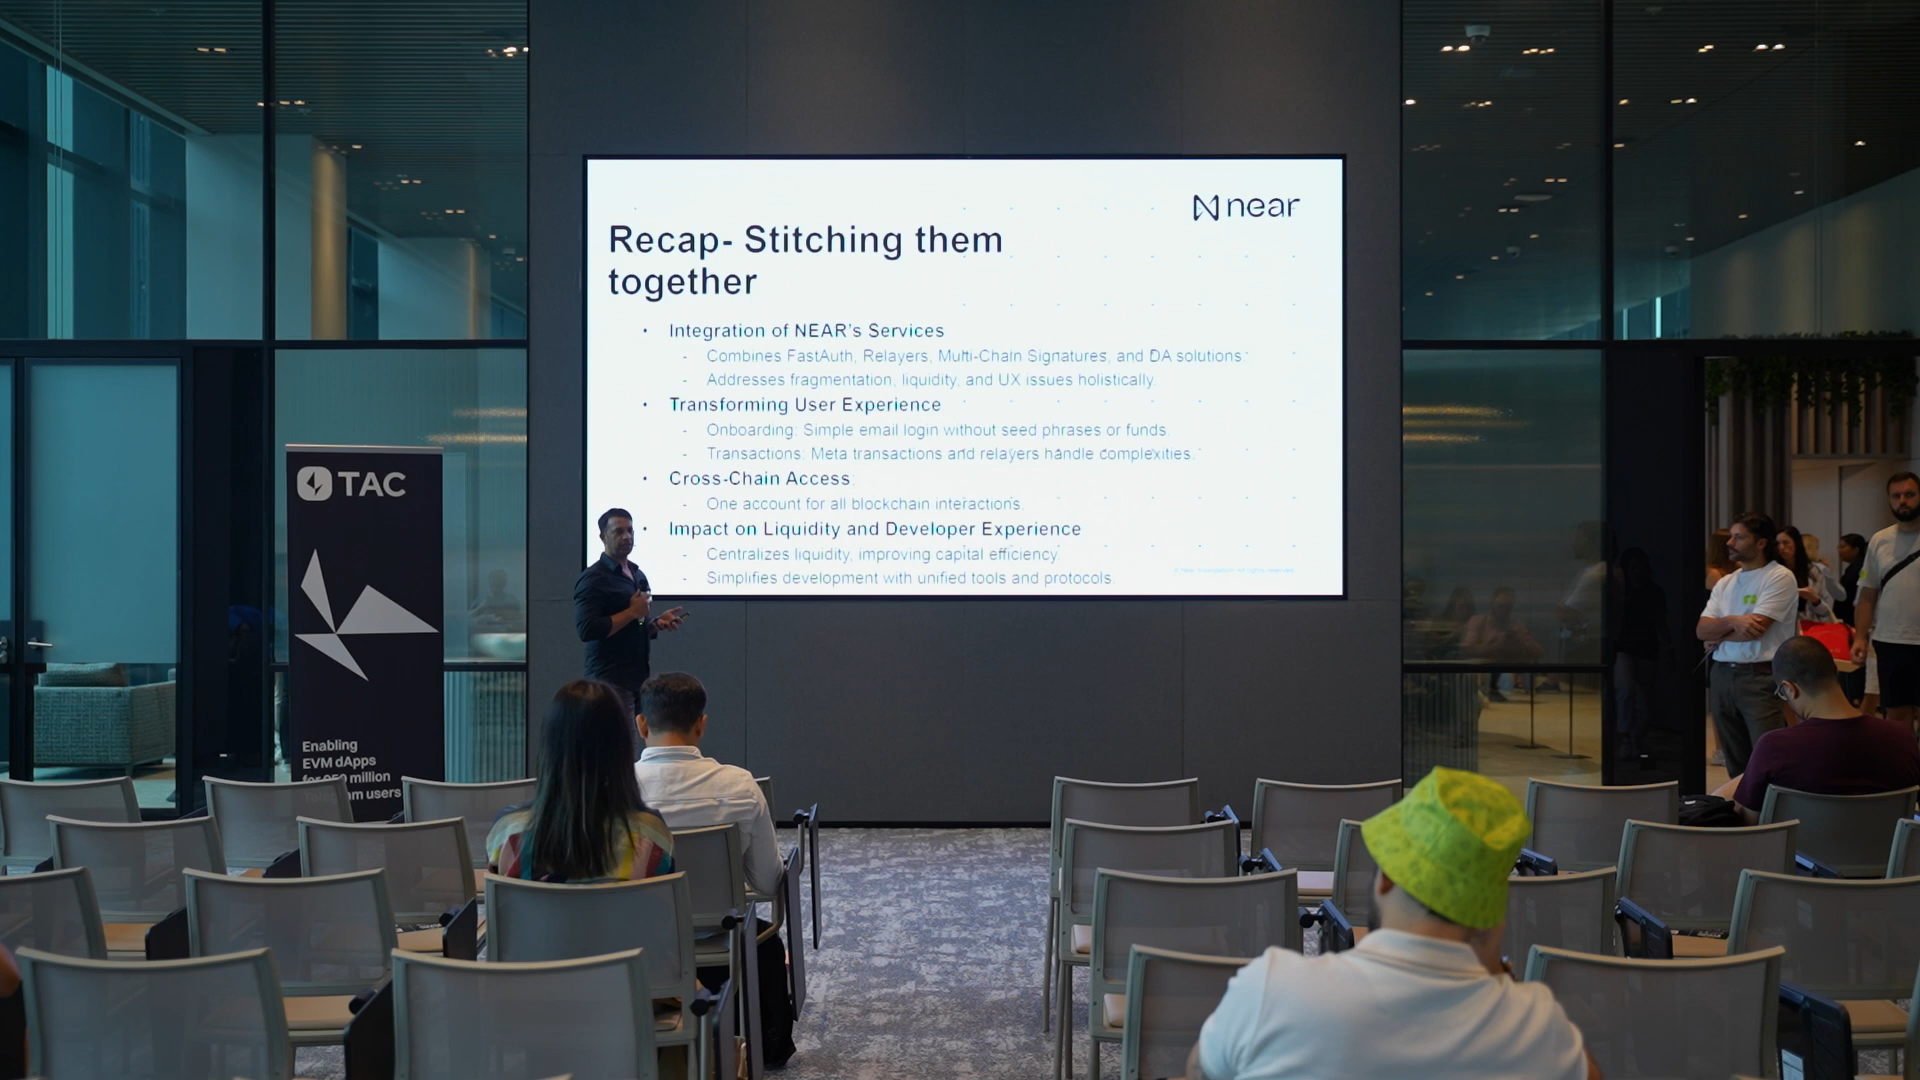 near
Recap- Stitching them
together
• Integration of NEAR's Services
- Combines FastAuth, Relayers, Multi-Chain Signatures, and DA solutions.
- Addresses fragmentation, liquidity, and UX issues holistically.
• Transforming User Experience
- Onboarding: Simple email login without seed phrases or funds.
- Transactions: Meta transactions and relayers handle complexities.
• Cross-Chain Access:
- One account for all blockchain interactions.
• Impact on Liquidity and Developer Experience
- Centralizes liquidity, improving capital efficiency.
- Simplifies development with unified tools and protocols.
TAC
Enabling
EVM dApps
for million
users